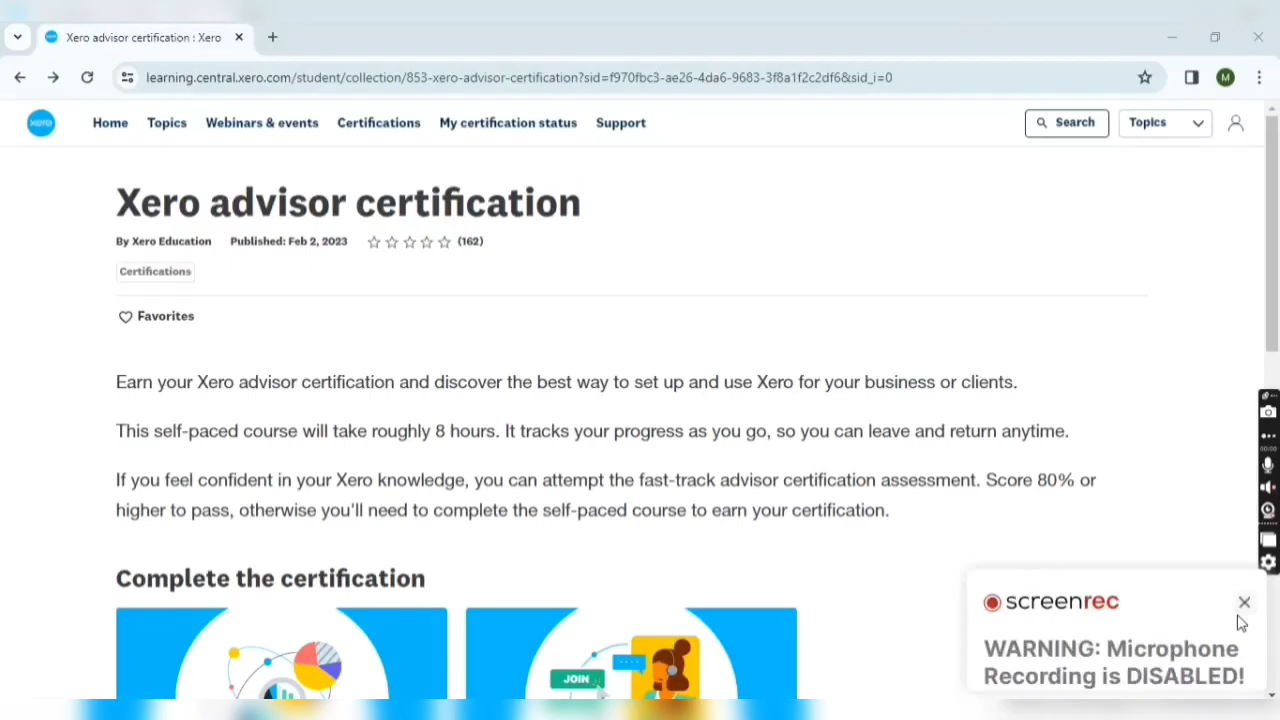 Xero advisor certification : Xero
learning.central.xero.com/student/collection/853-xero-advisor-certification?sid=f970fbc3-ae26-4da6-9683-3f8a1f2c2df6&sid_i=0
M
xero
Home
Topics
Webinars & events
Certifications
My certification status
Support
Search
Topics
Xero advisor certification
By Xero Education Published: Feb 2, 2023 (162)
Certifications
Favorites
Earn your Xero advisor certification and discover the best way to set up and use Xero for your business or clients.
This self-paced course will take roughly 8 hours. It tracks your progress as you go, so you can leave and return anytime.
If you feel confident in your Xero knowledge, you can attempt the fast-track advisor certification assessment. Score 80% or
higher to pass, otherwise you'll need to complete the self-paced course to earn your certification.
Complete the certification
JOIN
screenrec
WARNING: Microphone
Recording is DISABLED!